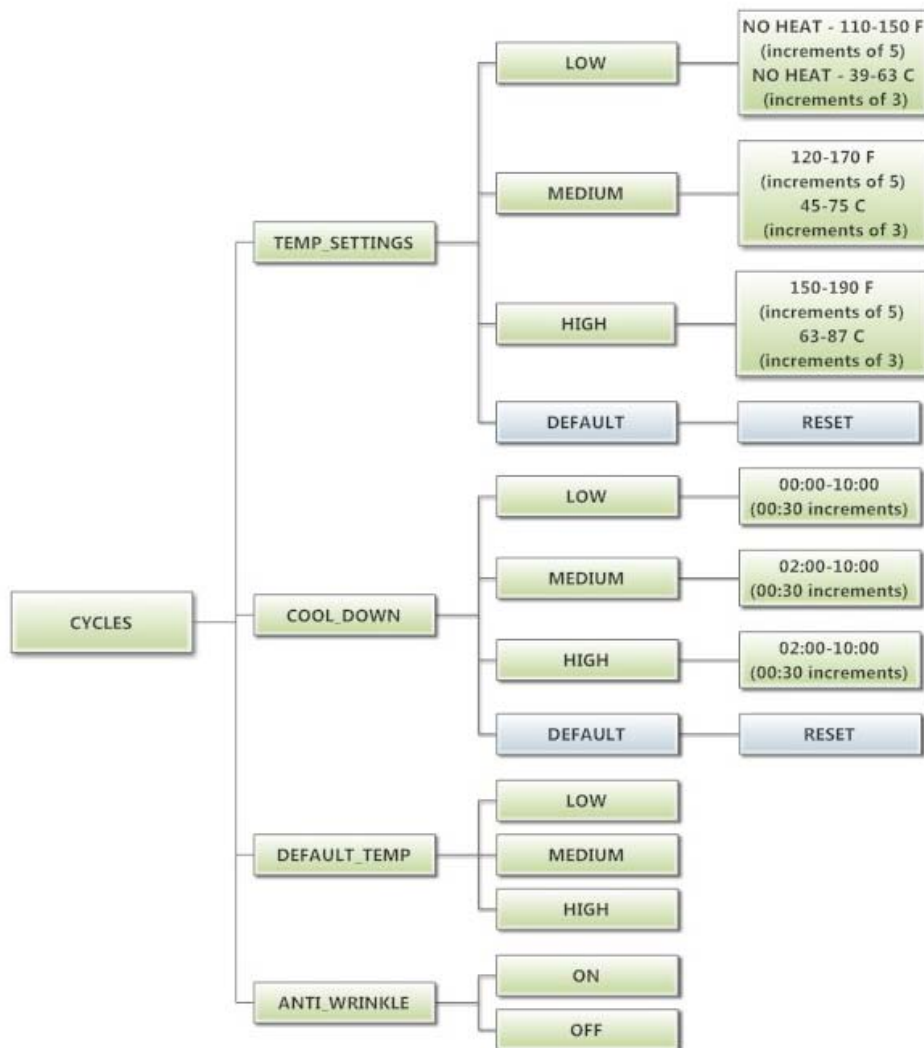 CYCLES
TEMP_SETTINGS
LOW
NO HEAT - 110-150 F
(increments of 5)
NO HEAT - 39-63 C
(increments of 3)
MEDIUM
120-170 F
(increments of 5)
45-75 C
(increments of 3)
HIGH
150-190 F
(increments of 5)
63-87 C
(increments of 3)
DEFAULT
RESET
COOL_DOWN
LOW
00:00-10:00
(00:30 increments)
MEDIUM
02:00-10:00
(00:30 increments)
HIGH
02:00-10:00
(00:30 increments)
DEFAULT
RESET
DEFAULT_TEMP
LOW
MEDIUM
HIGH
ANTI_WRINKLE
ON
OFF